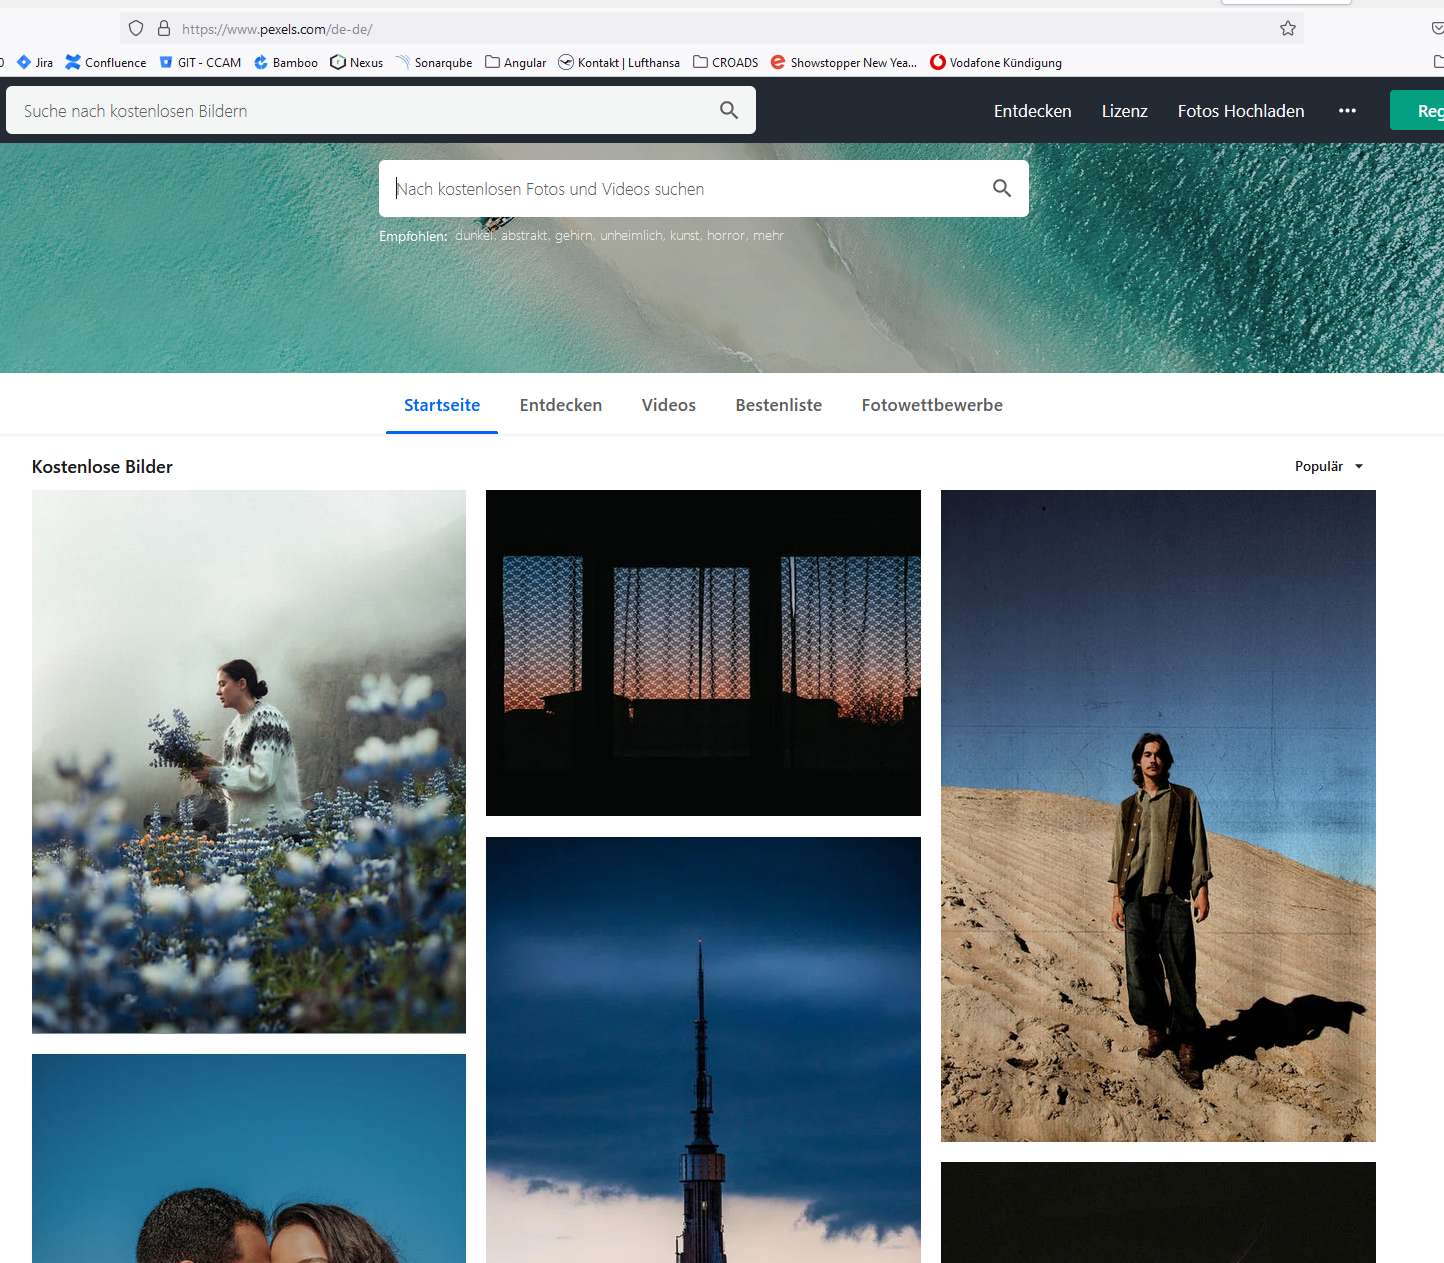 https://www.pexels.com/de-de/
Jira Confluence GIT - CCAM Bamboo Nexus Sonarqube Angular Kontakt | Lufthansa CROADS Showstopper New Yea... Vodafone Kündigung
Suche nach kostenlosen Bildern
Entdecken Lizenz Fotos Hochladen ••• Reg
Nach kostenlosen Fotos und Videos suchen
Empfohlen: dunkel, abstrakt, gehirn, unheimlich, kunst, horror, mehr
Startseite Entdecken Videos Bestenliste Fotowettbewerbe
Kostenlose Bilder Populär